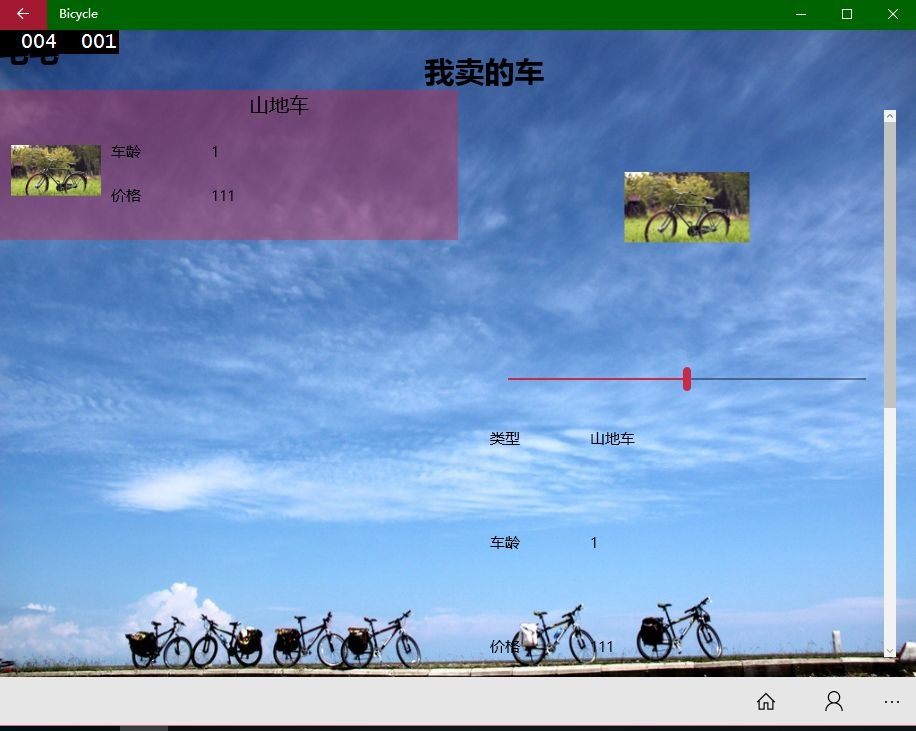 Bicycle
004 001
我卖的车
山地车
车龄 1
价格 111
类型 山地车
车龄 1
价格 111